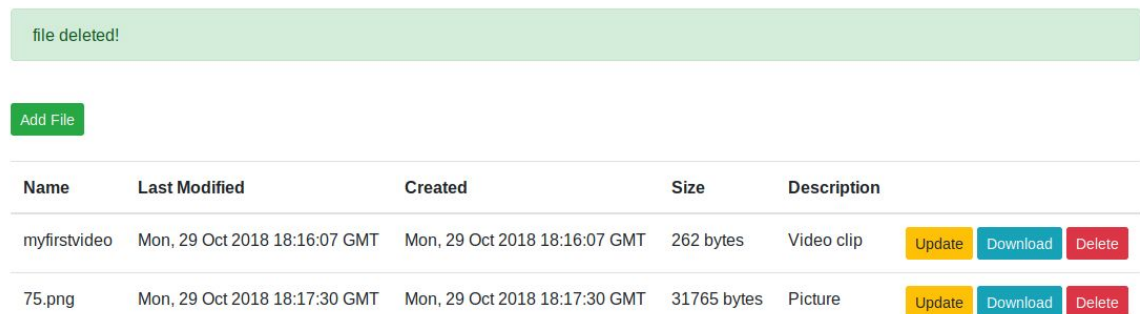 file deleted!
Add File
Name Last Modified Created Size Description
myfirstvideo Mon, 29 Oct 2018 18:16:07 GMT Mon, 29 Oct 2018 18:16:07 GMT 262 bytes Video clip Update Download Delete
75.png Mon, 29 Oct 2018 18:17:30 GMT Mon, 29 Oct 2018 18:17:30 GMT 31765 bytes Picture Update Download Delete